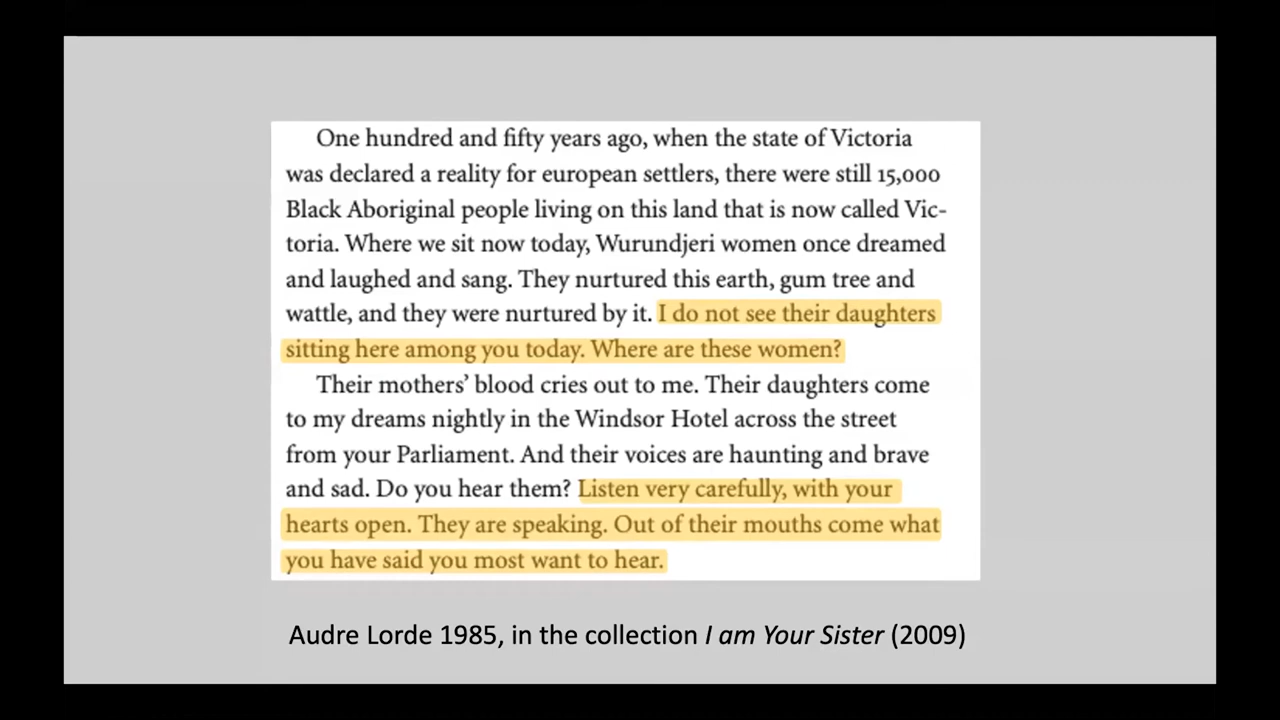 One hundred and fifty years ago, when the state of Victoria
was declared a reality for european settlers, there were still 15,000
Black Aboriginal people living on this land that is now called Vic-
toria. Where we sit now today, Wurundjeri women once dreamed
and laughed and sang. They nurtured this earth, gum tree and
wattle, and they were nurtured by it. I do not see their daughters
sitting here among you today. Where are these women?
Their mothers’ blood cries out to me. Their daughters come
to my dreams nightly in the Windsor Hotel across the street
from your Parliament. And their voices are haunting and brave
and sad. Do you hear them? Listen very carefully, with your
hearts open. They are speaking. Out of their mouths come what
you have said you most want to hear.
Audre Lorde 1985, in the collection I am Your Sister (2009)